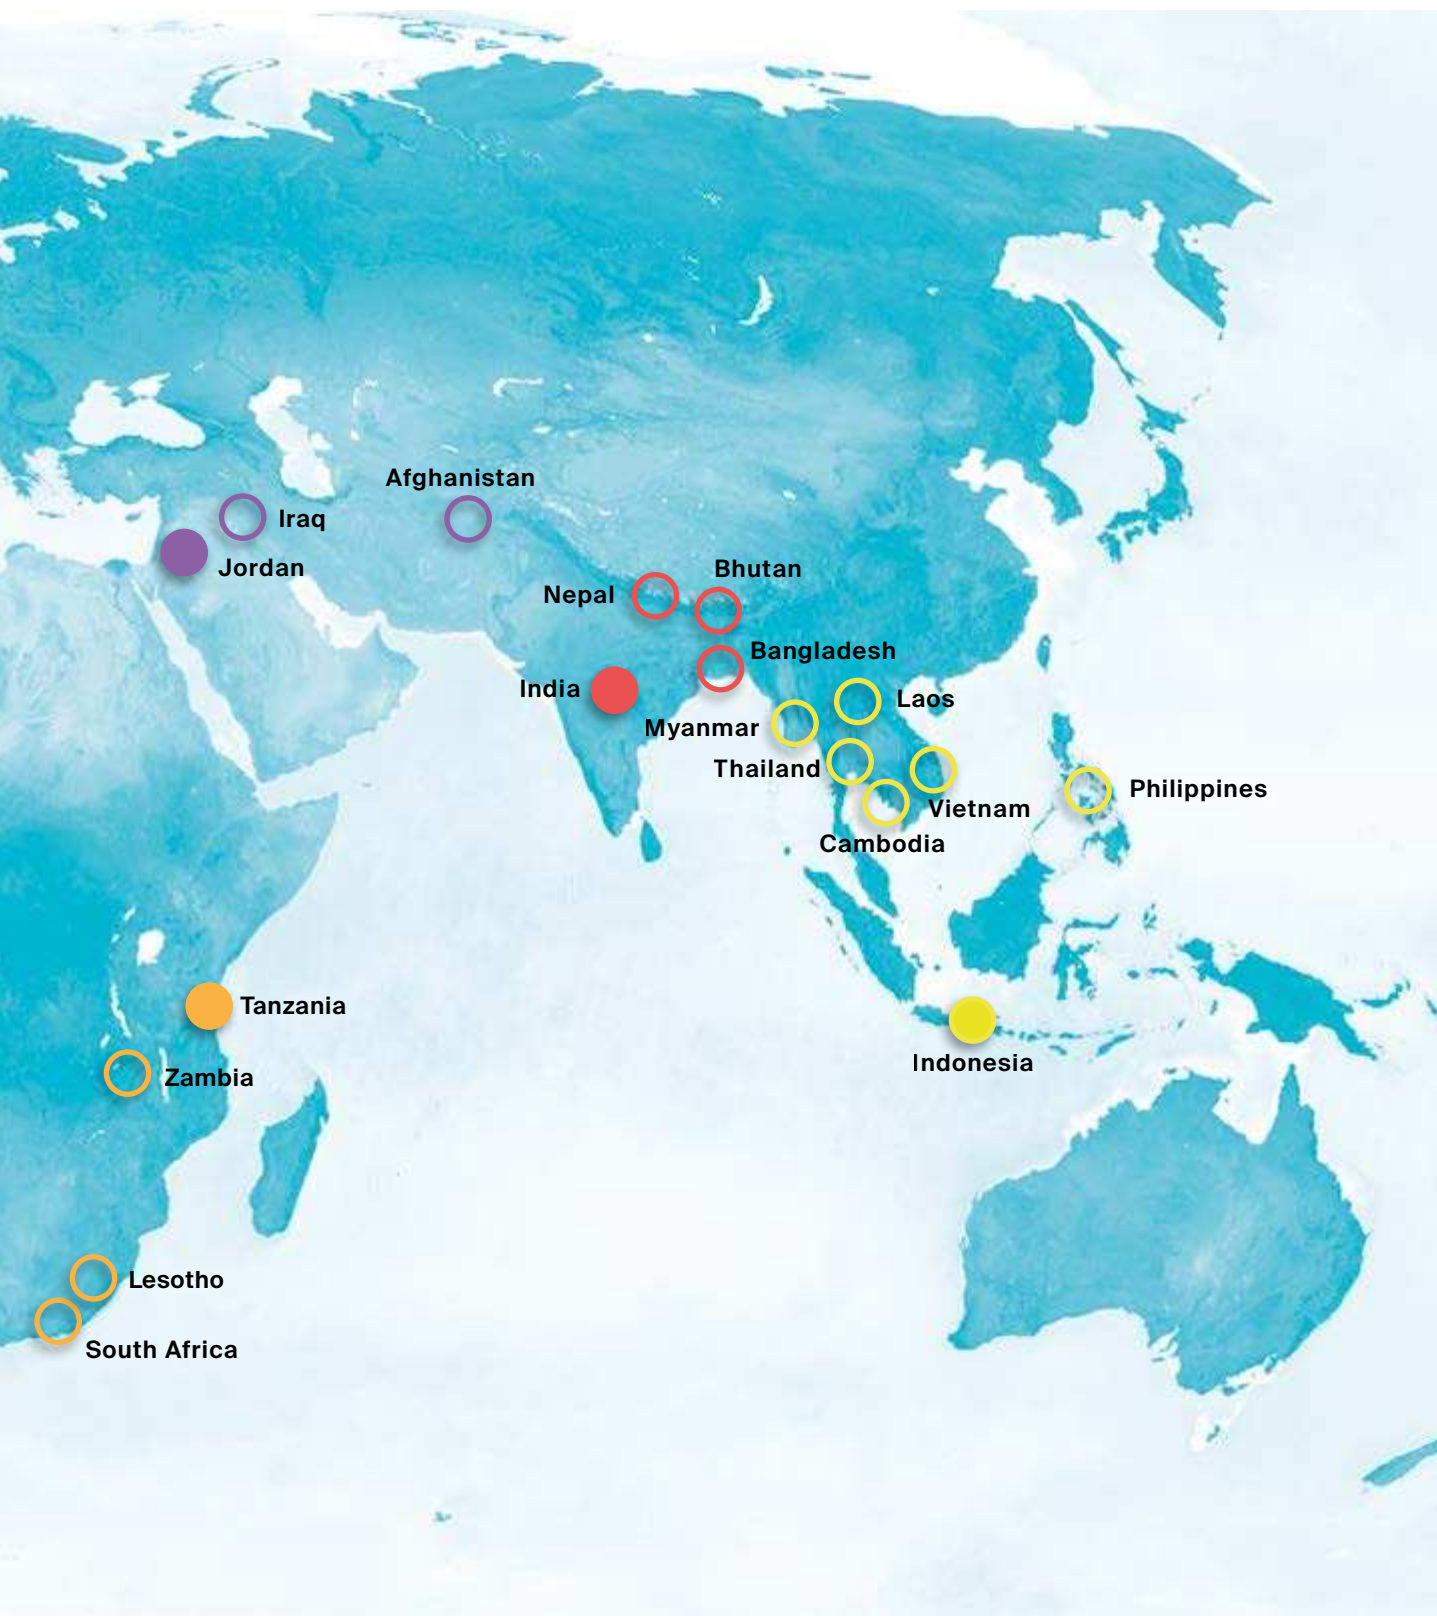 Afghanistan
Iraq
Jordan
Bhutan
Nepal
Bangladesh
India
Laos
Myanmar
Thailand
Philippines
Vietnam
Cambodia
Tanzania
Indonesia
Zambia
Lesotho
South Africa